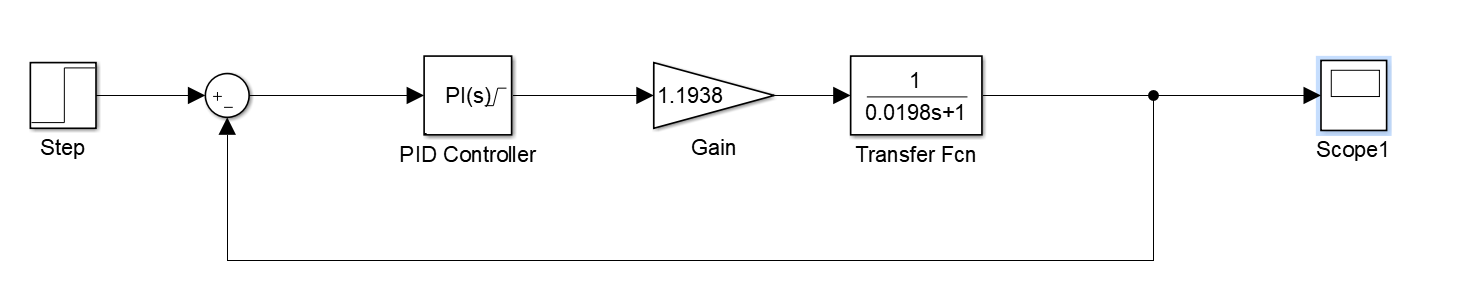 +
−
PI(s)
1.1938
1
0.0198s+1
Step
PID Controller
Gain
Transfer Fcn
Scope1